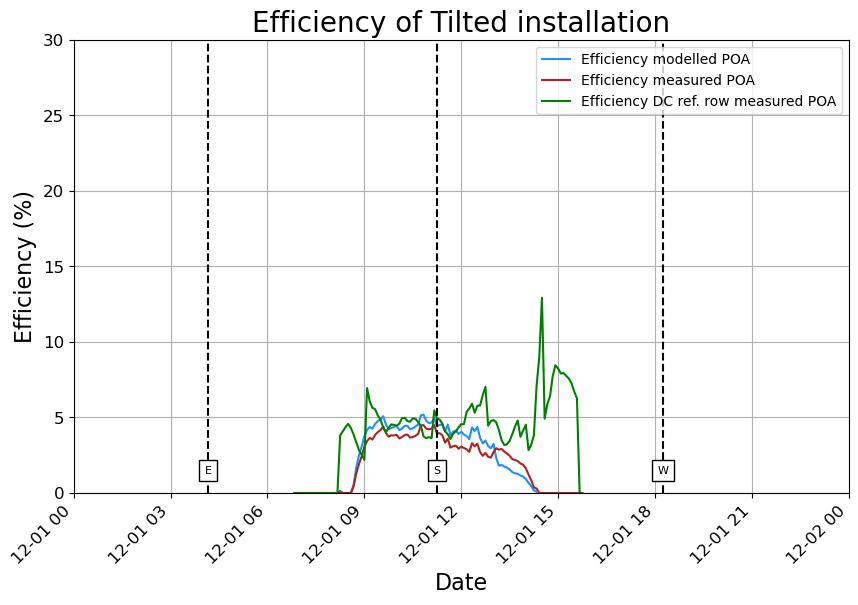 Efficiency of Tilted installation
Efficiency modelled POA
Efficiency measured POA
Efficiency DC ref. row measured POA
Efficiency (%)
30
25
20
15
10
5
0
E
S
W
12-01 00
12-01 03
12-01 06
12-01 09
12-01 12
12-01 15
12-01 18
12-01 21
12-02 00
Date